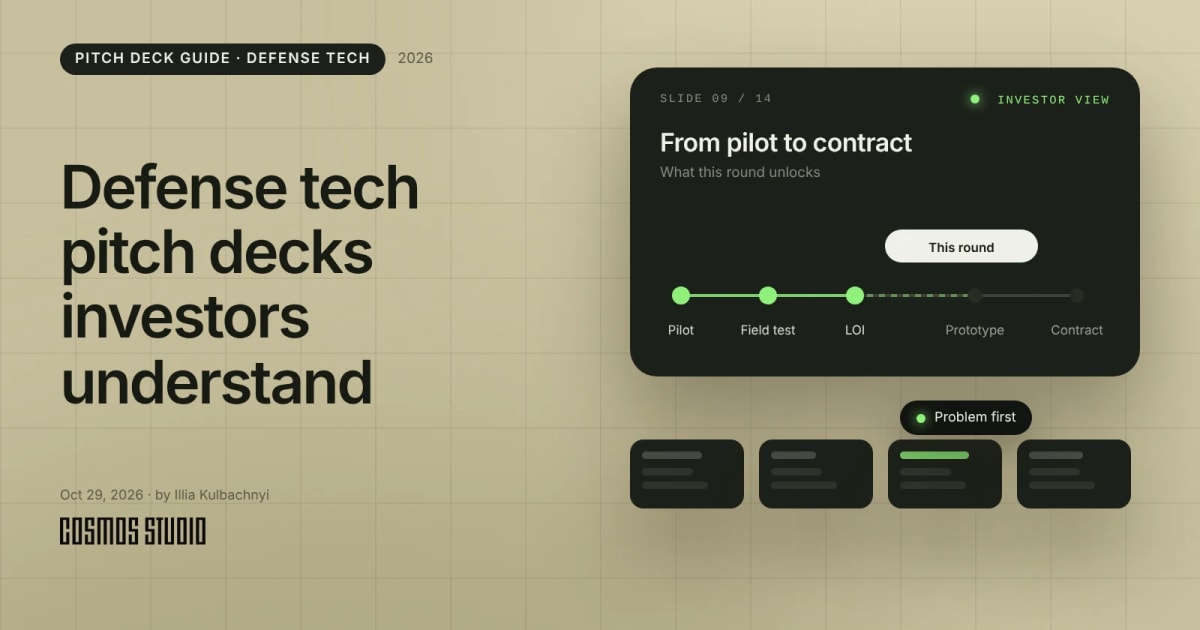 PITCH DECK GUIDE · DEFENSE TECH
2026
Defense tech
pitch decks
investors
understand
Oct 29, 2026 · by Illia Kulbachnyi
COSMOS STUDIO
SLIDE 09 / 14
INVESTOR VIEW
From pilot to contract
What this round unlocks
This round
Pilot
Field test
LOI
Prototype
Contract
Problem first